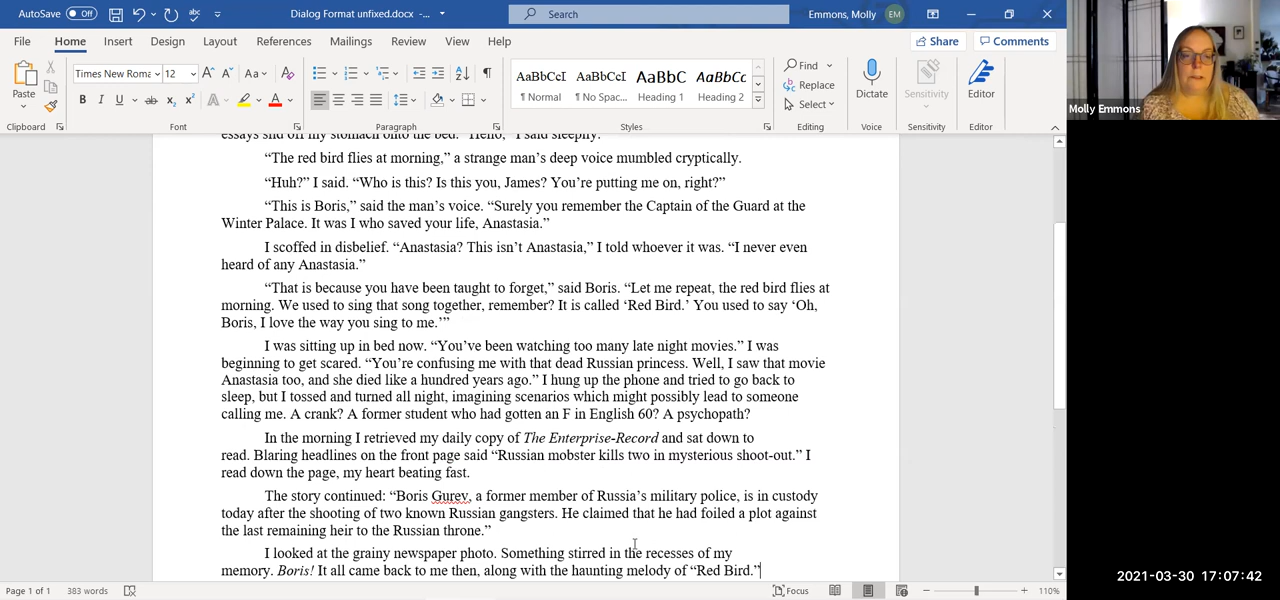 AutoSave Off Dialog Format unfixed.docx -... Search Emmons, Molly EM
File Home Insert Design Layout References Mailings Review View Help Share Comments
Paste Times New Roma 12 Aa AaBbCcI AaBbCcI AaBbC AaBbCc Find Replace Select Dictate Sensitivity Editor
B I U ab x₂ x² A A ¶ Normal ¶ No Spac... Heading 1 Heading 2
Clipboard Font Paragraph Styles Editing Voice Sensitivity Editor
Molly Emmons
essays slid off my stomach onto the bed. “Hello,” I said sleepily.
“The red bird flies at morning,” a strange man’s deep voice mumbled cryptically.
“Huh?” I said. “Who is this? Is this you, James? You’re putting me on, right?”
“This is Boris,” said the man’s voice. “Surely you remember the Captain of the Guard at the
Winter Palace. It was I who saved your life, Anastasia.”
I scoffed in disbelief. “Anastasia? This isn’t Anastasia,” I told whoever it was. “I never even
heard of any Anastasia.”
“That is because you have been taught to forget,” said Boris. “Let me repeat, the red bird flies at
morning. We used to sing that song together, remember? It is called ‘Red Bird.’ You used to say ‘Oh,
Boris, I love the way you sing to me.’”
I was sitting up in bed now. “You’ve been watching too many late night movies.” I was
beginning to get scared. “You’re confusing me with that dead Russian princess. Well, I saw that movie
Anastasia too, and she died like a hundred years ago.” I hung up the phone and tried to go back to
sleep, but I tossed and turned all night, imagining scenarios which might possibly lead to someone
calling me. A crank? A former student who had gotten an F in English 60? A psychopath?
In the morning I retrieved my daily copy of The Enterprise-Record and sat down to
read. Blaring headlines on the front page said “Russian mobster kills two in mysterious shoot-out.” I
read down the page, my heart beating fast.
The story continued: “Boris Gurev, a former member of Russia’s military police, is in custody
today after the shooting of two known Russian gangsters. He claimed that he had foiled a plot against
the last remaining heir to the Russian throne.”
I looked at the grainy newspaper photo. Something stirred in the recesses of my
memory. Boris! It all came back to me then, along with the haunting melody of “Red Bird.”
2021-03-30 17:07:42
Page 1 of 1 383 words Focus 110%